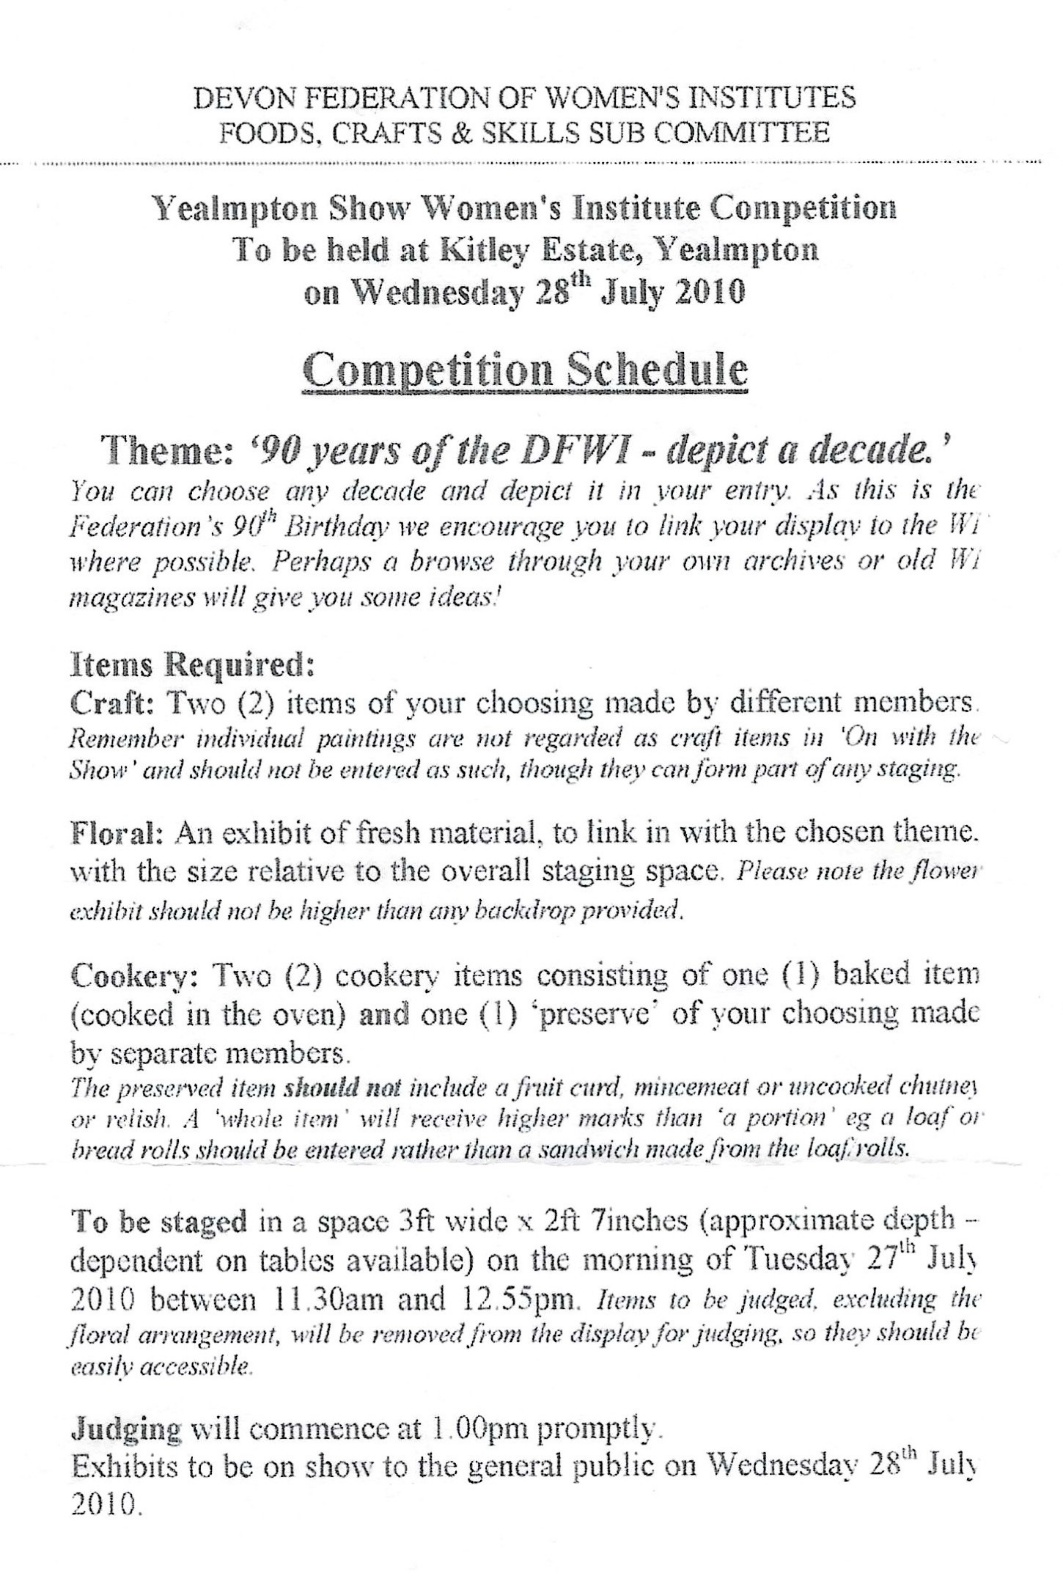 DEVON FEDERATION OF WOMEN'S INSTITUTES
FOODS, CRAFTS & SKILLS SUB COMMITTEE
Yealmpton Show Women's Institute Competition
To be held at Kitley Estate, Yealmpton
on Wednesday 28th July 2010
Competition Schedule
Theme: '90 years of the DFWI - depict a decade.'
You can choose any decade and depict it in your entry. As this is the
Federation's 90th Birthday we encourage you to link your display to the WI
where possible. Perhaps a browse through your own archives or old WI
magazines will give you some ideas!
Items Required:
Craft: Two (2) items of your choosing made by different members.
Remember individual paintings are not regarded as craft items in 'On with the
Show' and should not be entered as such, though they can form part of any staging.
Floral: An exhibit of fresh material, to link in with the chosen theme.
with the size relative to the overall staging space. Please note the flower
exhibit should not be higher than any backdrop provided.
Cookery: Two (2) cookery items consisting of one (1) baked item
(cooked in the oven) and one (1) 'preserve' of your choosing made
by separate members.
The preserved item should not include a fruit curd, mincemeat or uncooked chutney
or relish. A 'whole item' will receive higher marks than 'a portion' eg a loaf or
bread rolls should be entered rather than a sandwich made from the loaf/rolls.
To be staged in a space 3ft wide x 2ft 7inches (approximate depth -
dependent on tables available) on the morning of Tuesday 27th July
2010 between 11.30am and 12.55pm. Items to be judged, excluding the
floral arrangement, will be removed from the display for judging, so they should be
easily accessible.
Judging will commence at 1.00pm promptly.
Exhibits to be on show to the general public on Wednesday 28th July
2010.